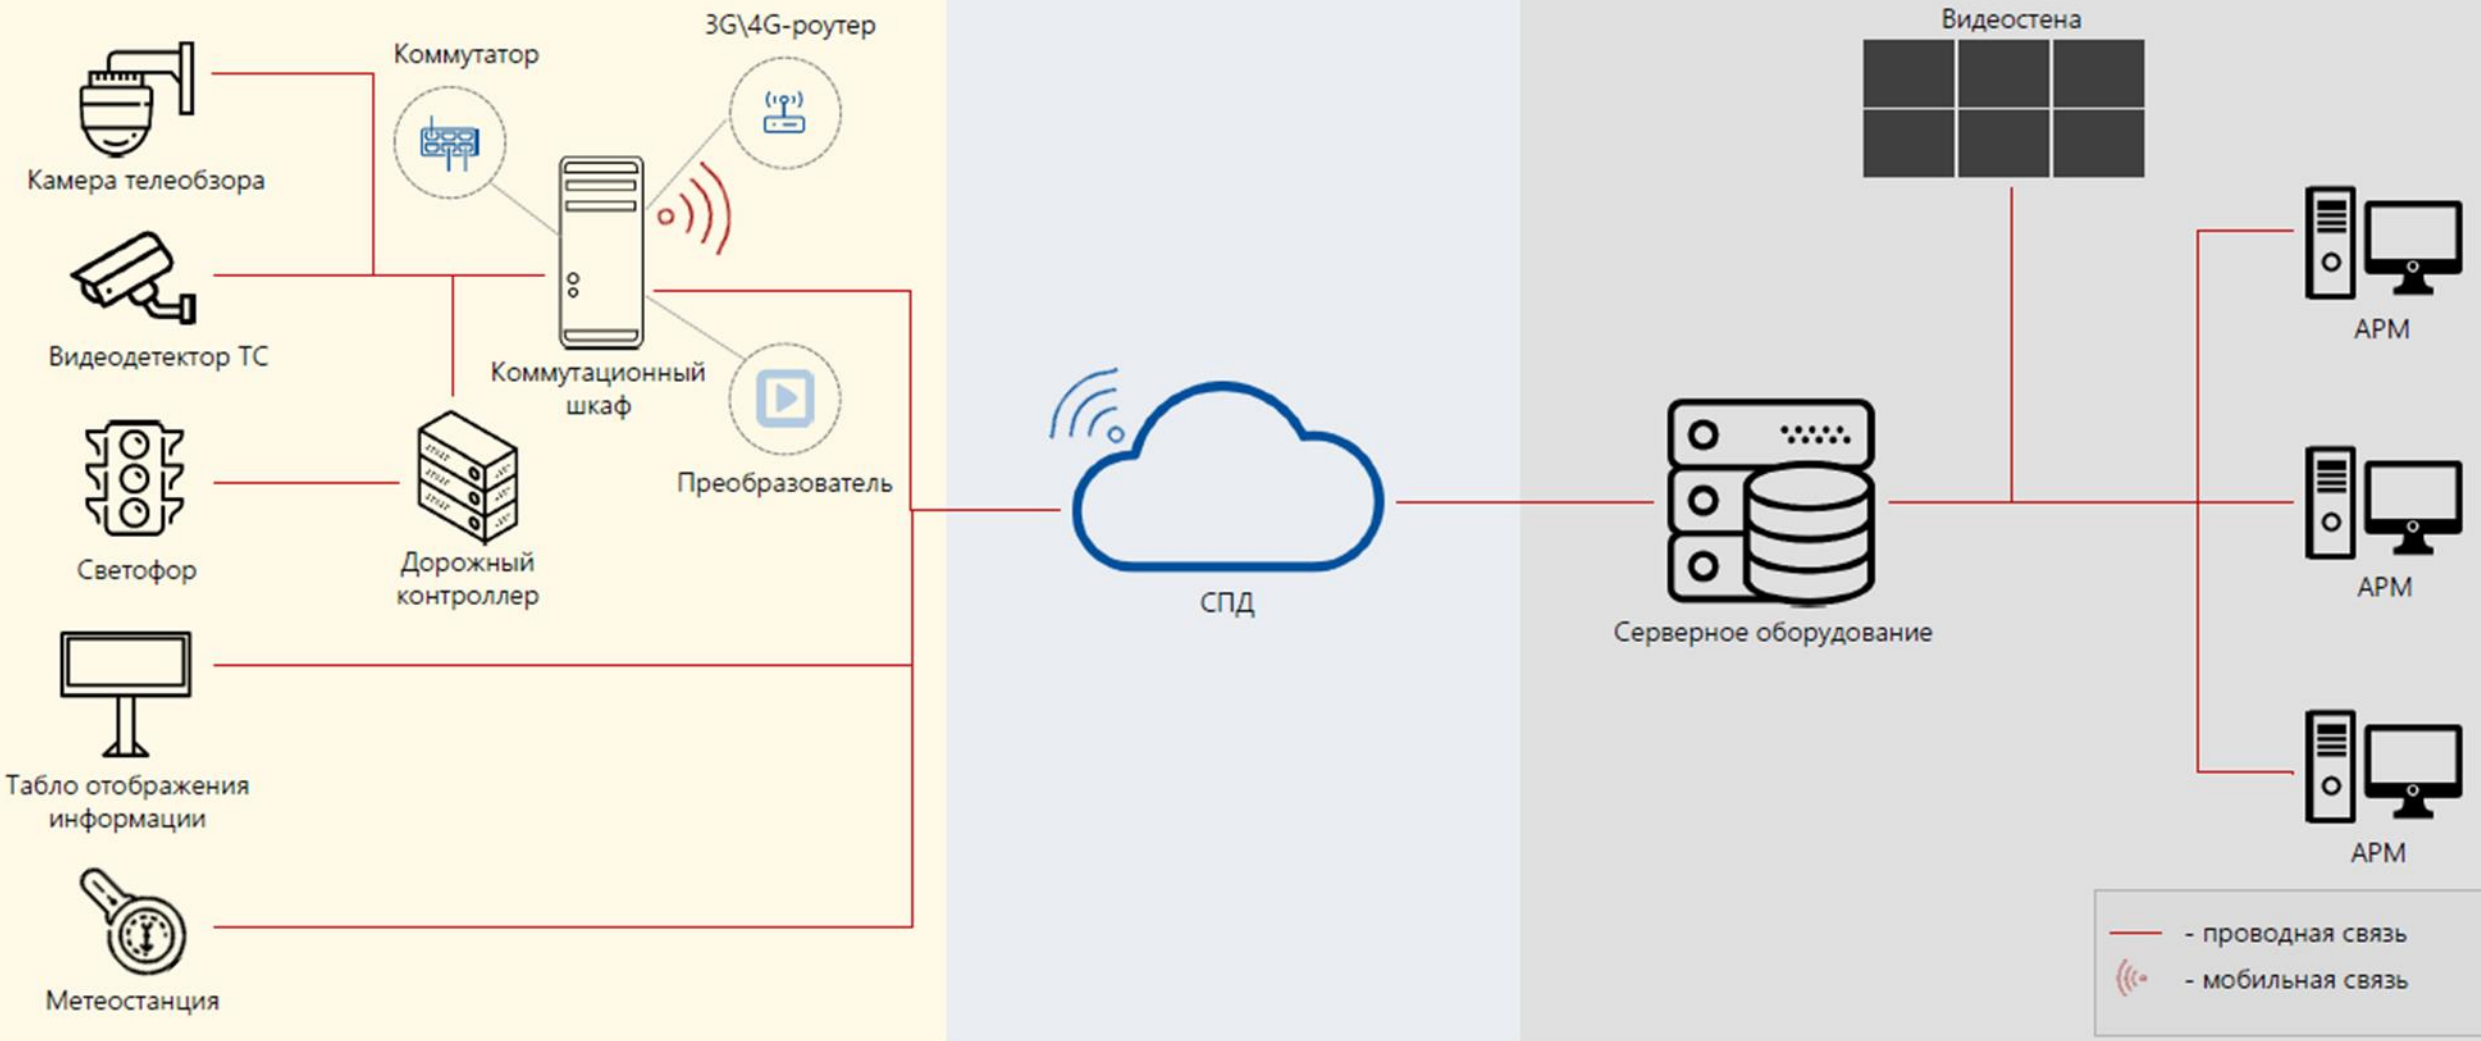 3G\4G-роутер
Коммутатор
Камера телеобзора
Видеодетектор ТС
Коммутационный
шкаф
Преобразователь
Светофор
Дорожный
контроллер
Табло отображения
информации
Метеостанция
СПД
Видеостена
Серверное оборудование
АРМ
АРМ
АРМ
- проводная связь
- мобильная связь